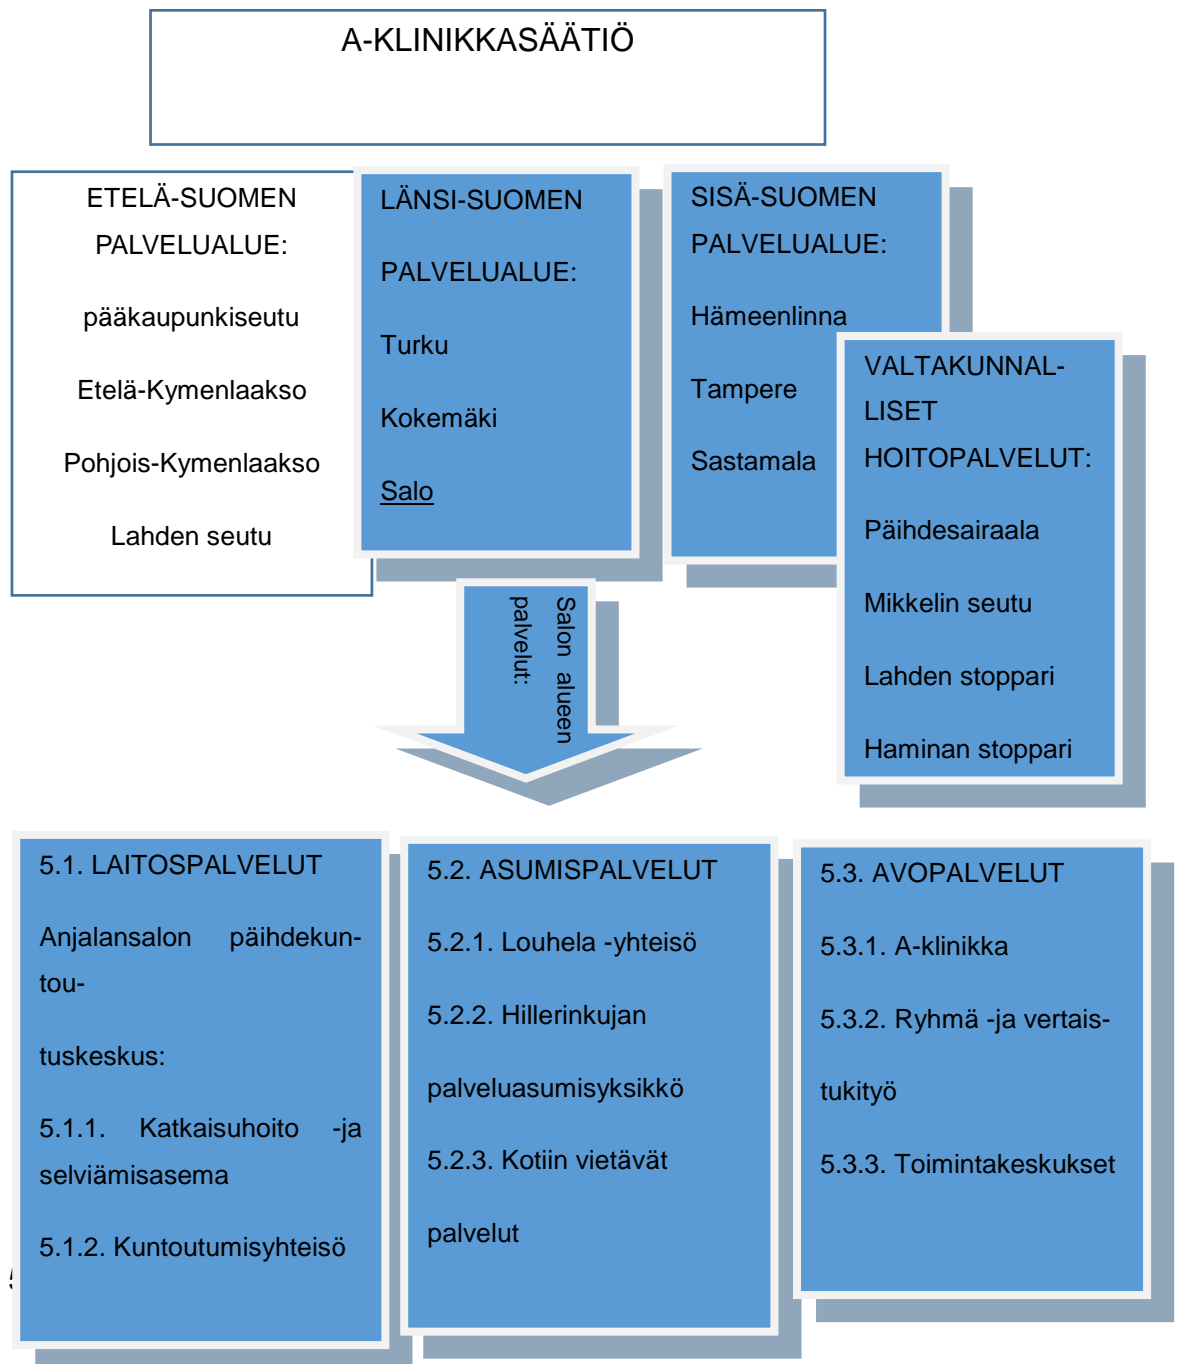 A-KLINIKKASÄÄTIÖ
ETELÄ-SUOMEN
PALVELUALUE:
pääkaupunkiseutu
Etelä-Kymenlaakso
Pohjois-Kymenlaakso
Lahden seutu
LÄNSI-SUOMEN
PALVELUALUE:
Turku
Kokemäki
Salo
SISÄ-SUOMEN
PALVELUALUE:
Hämeenlinna
Tampere
Sastamala
VALTAKUNNAL-
LISET
HOITOPALVELUT:
Päihdesairaala
Mikkelin seutu
Lahden stoppari
Haminan stoppari
Salon alueen
palvelut:
5.1. LAITOSPALVELUT
Anjalansalon päihdekun-
tou-
tuskeskus:
5.1.1. Katkaisuhoito -ja
selviämisasema
5.1.2. Kuntoutumisyhteisö
5.2. ASUMISPALVELUT
5.2.1. Louhela -yhteisö
5.2.2. Hillerinkujan
palveluasumisyksikkö
5.2.3. Kotiin vietävät
palvelut
5.3. AVOPALVELUT
5.3.1. A-klinikka
5.3.2. Ryhmä -ja vertais-
tukityö
5.3.3. Toimintakeskukset